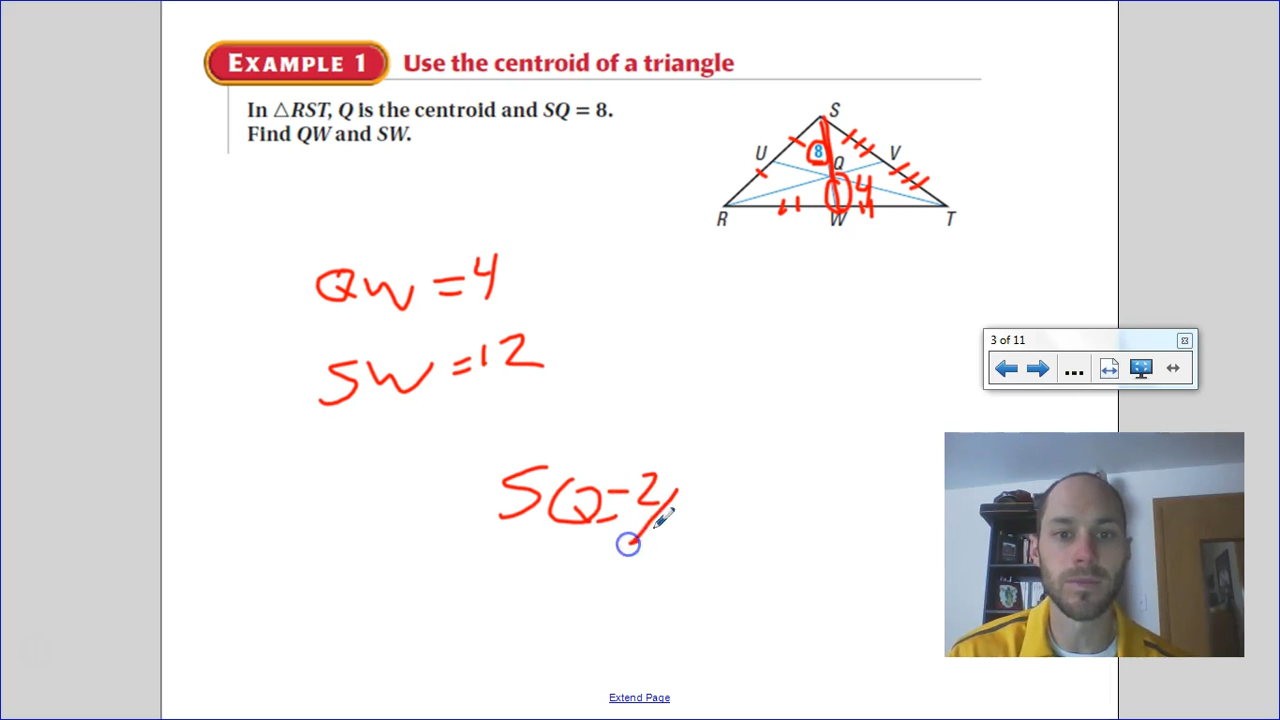 EXAMPLE 1 Use the centroid of a triangle
In △RST, Q is the centroid and SQ = 8.
Find QW and SW.
S
U
8
V
Q
4
R
W
T
QW = 4
SW = 12
3 of 11
...
SQ = 2/
Extend Page